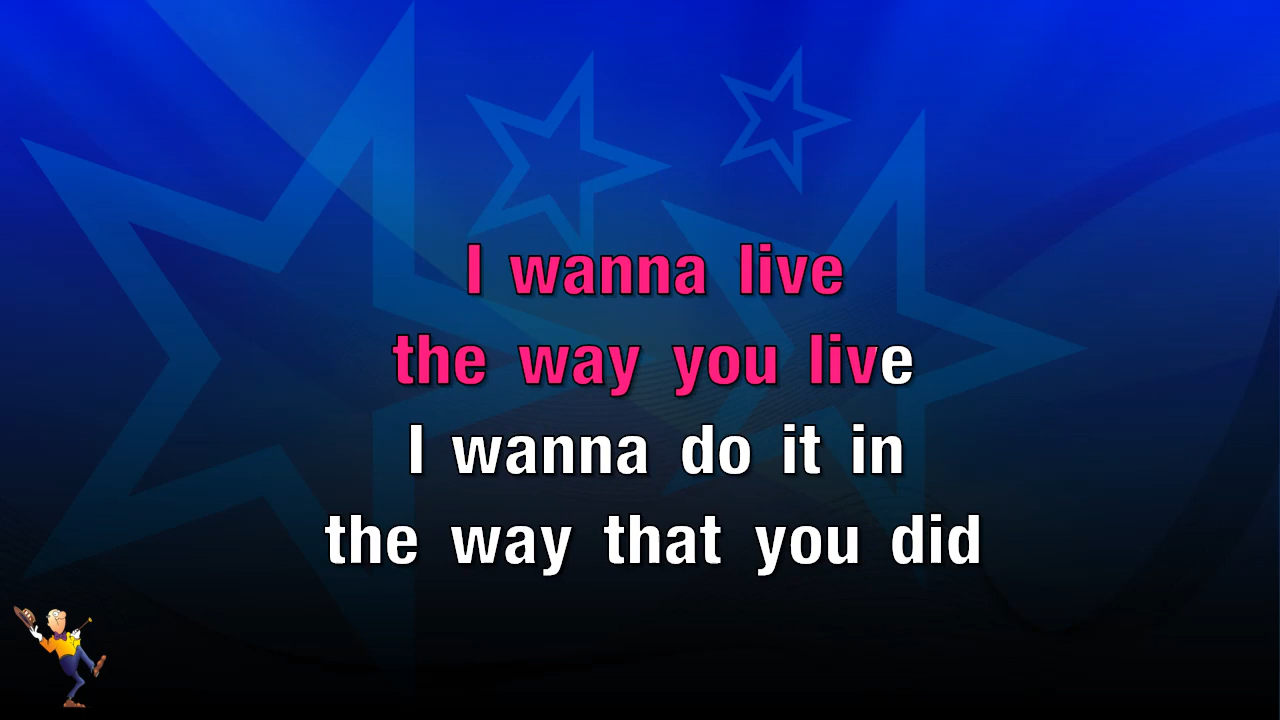 I wanna live
the way you live
I wanna do it in
the way that you did